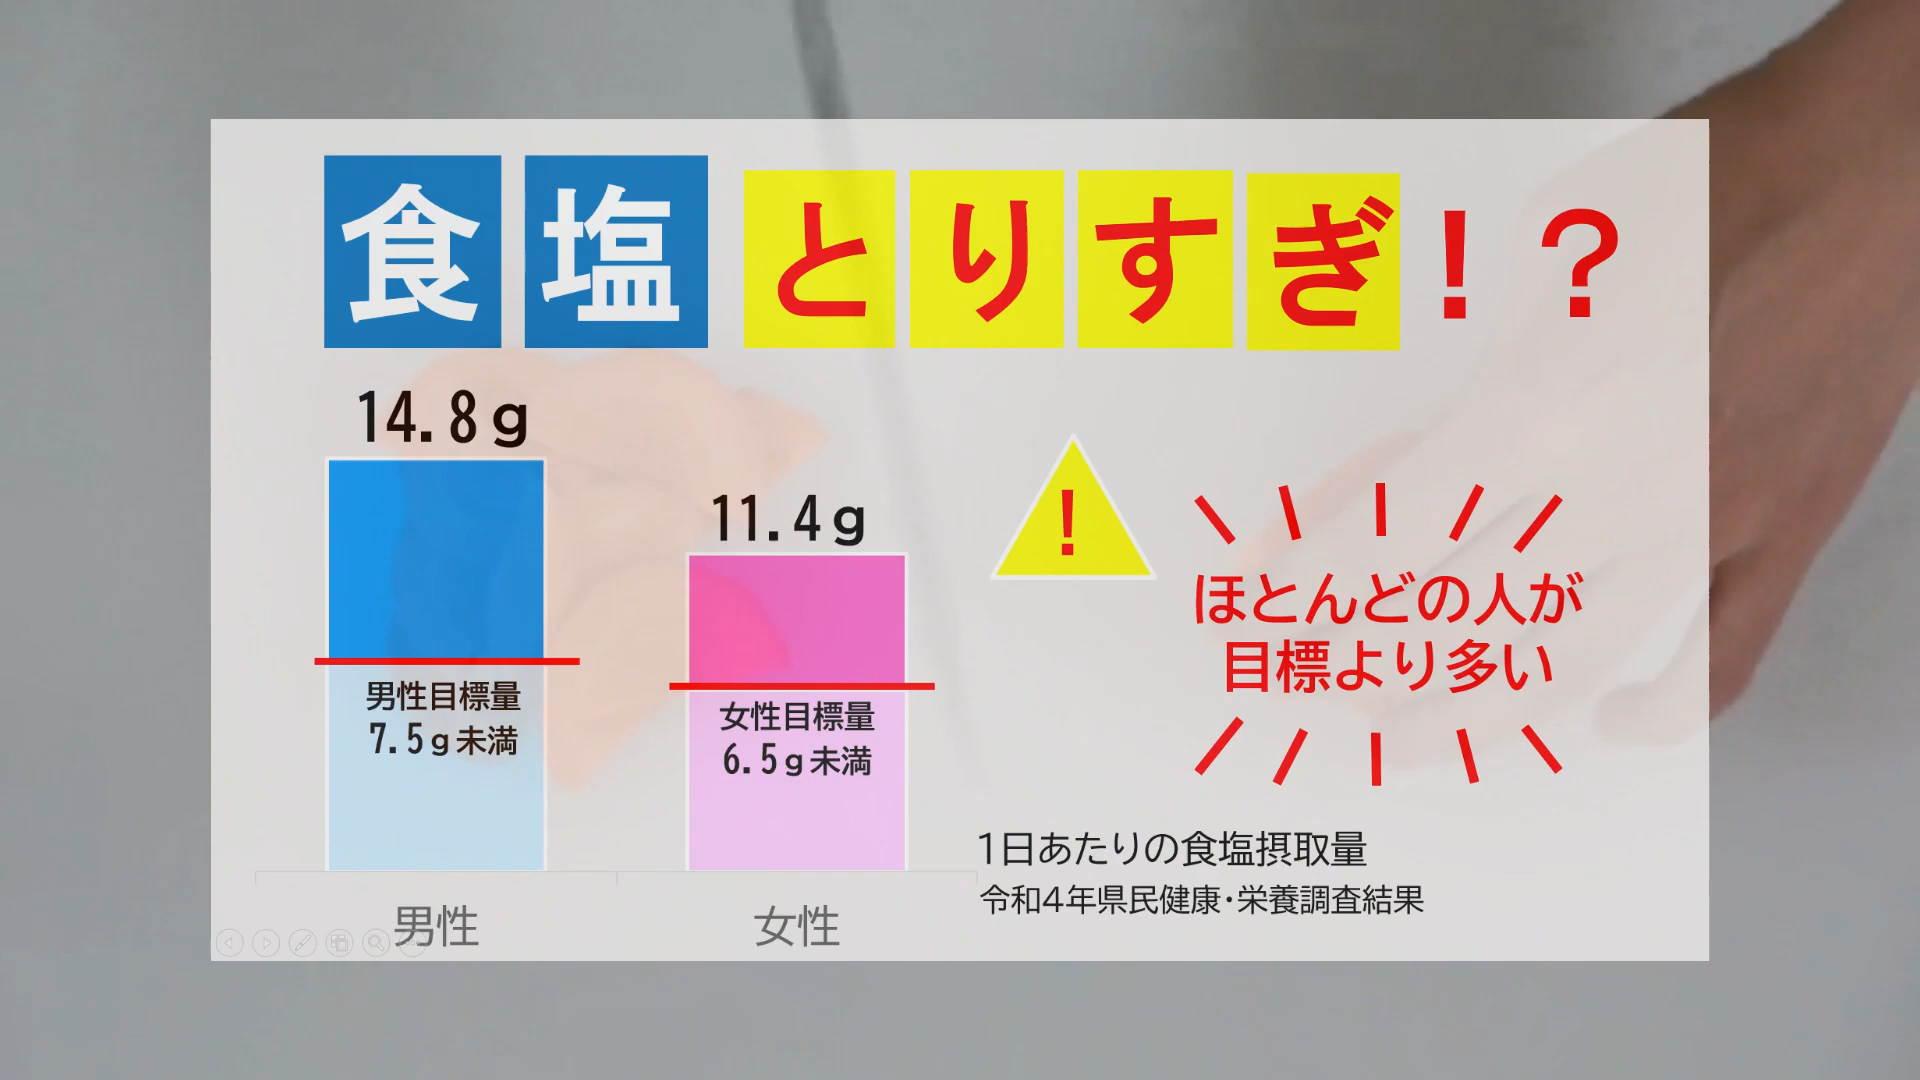 食塩とりすぎ！？
14.8g
11.4g
!
男性目標量
7.5g未満
女性目標量
6.5g未満
ほとんどの人が
目標より多い
1日あたりの食塩摂取量
令和4年県民健康・栄養調査結果
男性
女性